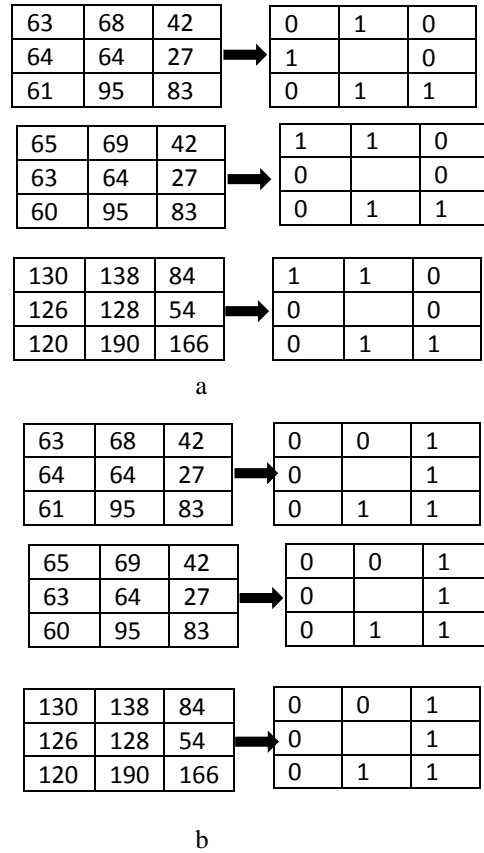 63 68 42 0 1 0
64 64 27 1 0
61 95 83 0 1 1
65 69 42 1 1 0
63 64 27 0 0
60 95 83 0 1 1
130 138 84 1 1 0
126 128 54 0 0
120 190 166 0 1 1
a
63 68 42 0 0 1
64 64 27 0 1
61 95 83 0 1 1
65 69 42 0 0 1
63 64 27 0 1
60 95 83 0 1 1
130 138 84 0 0 1
126 128 54 0 1
120 190 166 0 1 1
b